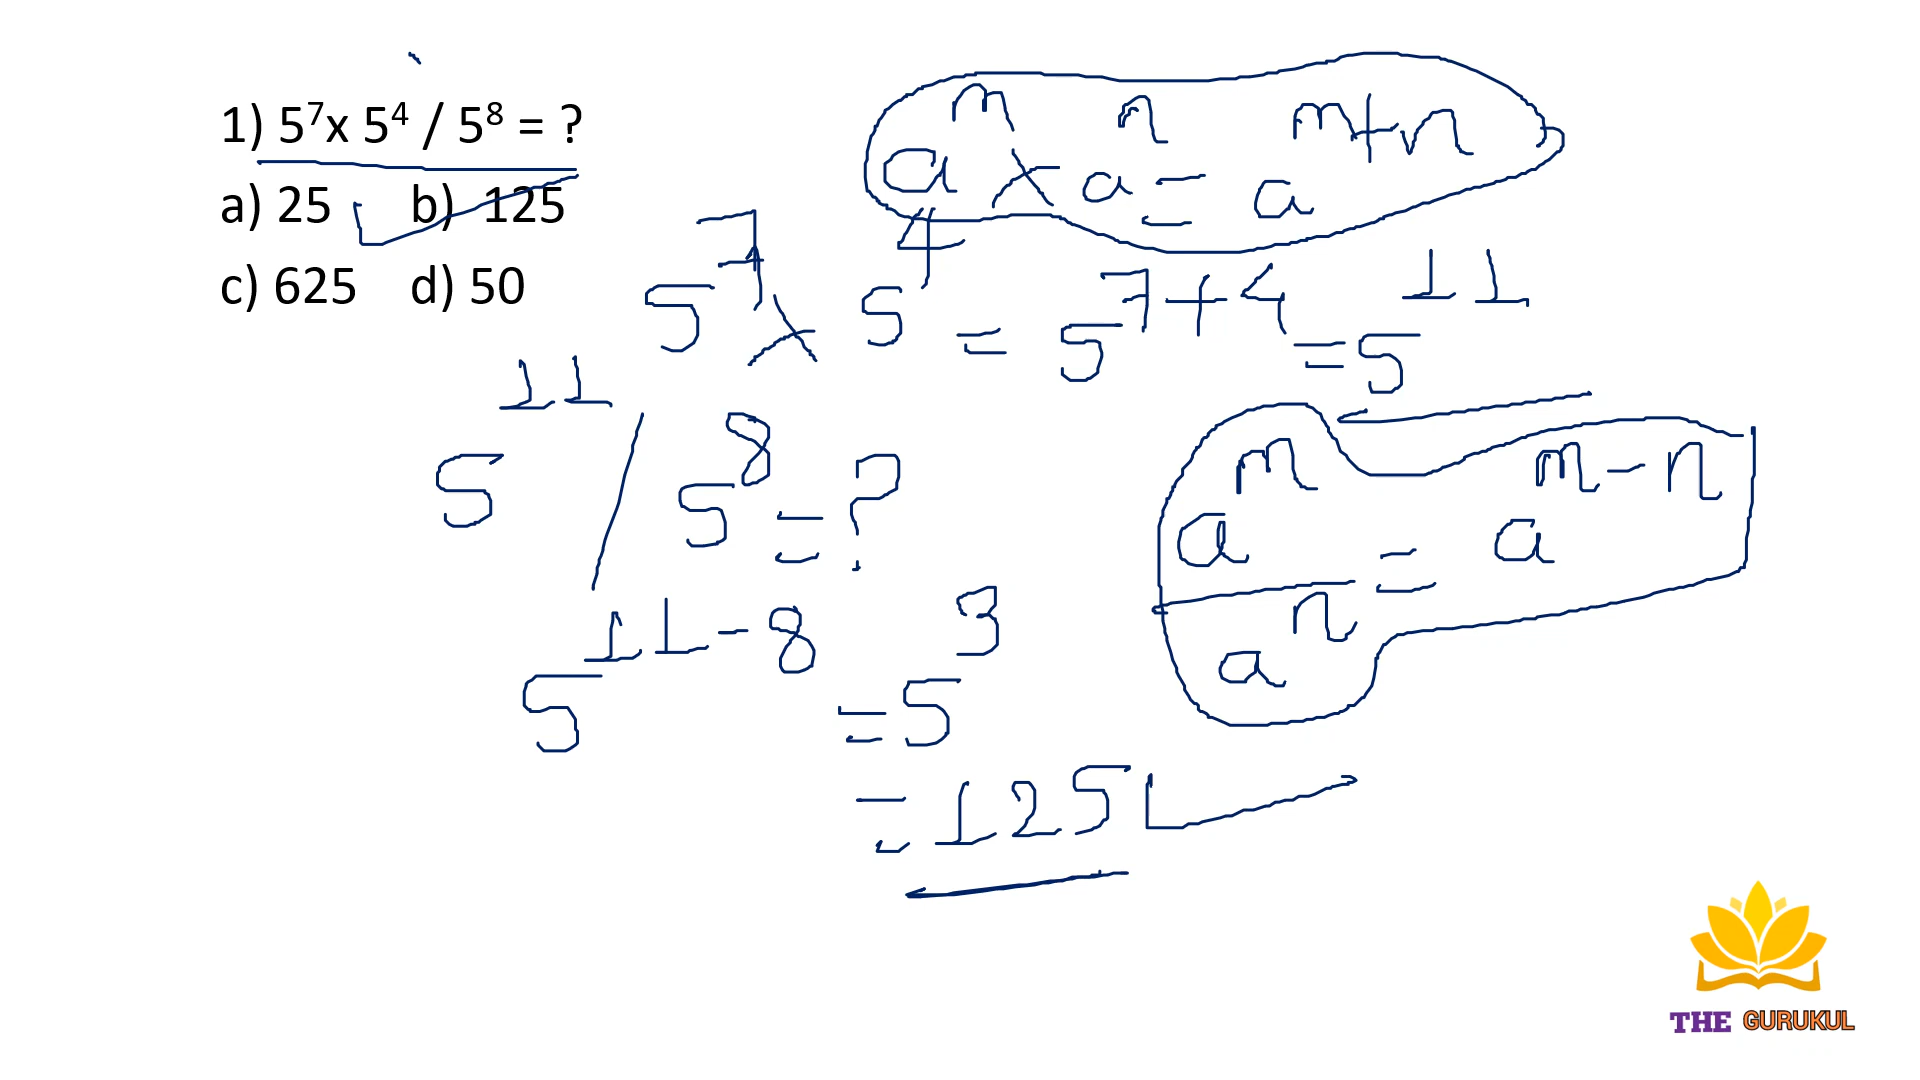 1) 5⁷x 5⁴ / 5⁸ = ?
a) 25 b) 125
c) 625 d) 50
aᵐ × aⁿ = aᵐ⁺ⁿ
5⁷ × 5⁴ = 5⁷⁺⁴ = 5¹¹
5¹¹ / 5⁸ = ?
aᵐ / aⁿ = aᵐ⁻ⁿ
5¹¹⁻⁸ = 5³
= 125
THE GURUKUL